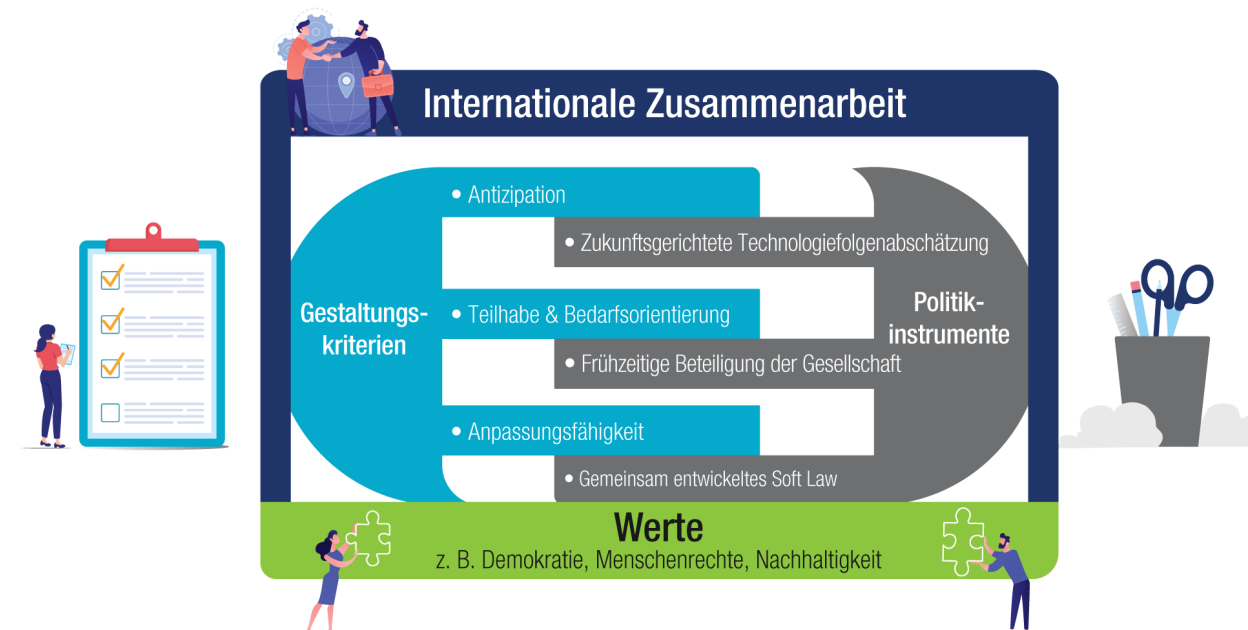 Internationale Zusammenarbeit
Gestaltungs-
kriterien
• Antizipation
• Zukunftsgerichtete Technologiefolgenabschätzung
• Teilhabe & Bedarfsorientierung
• Frühzeitige Beteiligung der Gesellschaft
• Anpassungsfähigkeit
• Gemeinsam entwickeltes Soft Law
Politik-
instrumente
Werte
z. B. Demokratie, Menschenrechte, Nachhaltigkeit